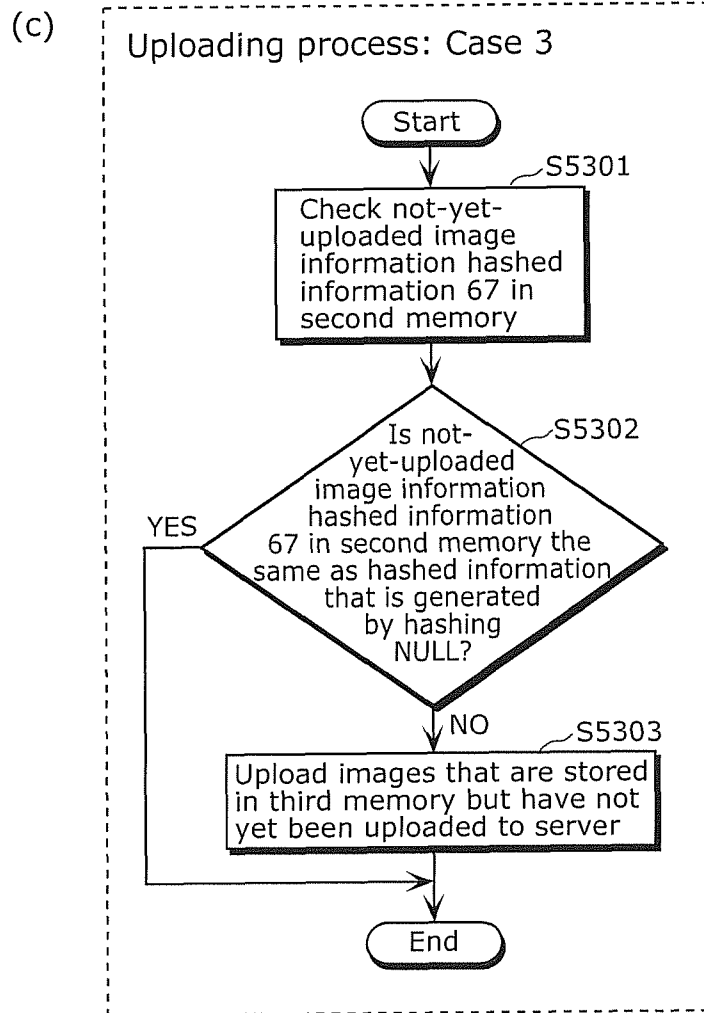 (c)
Uploading process: Case 3
Start
S5301
Check not-yet-
uploaded image
information hashed
information 67 in
second memory
S5302
Is not-
yet-uploaded
image information
hashed information
67 in second memory the
same as hashed information
that is generated
by hashing
NULL?
YES
NO
S5303
Upload images that are stored
in third memory but have not
yet been uploaded to server
End